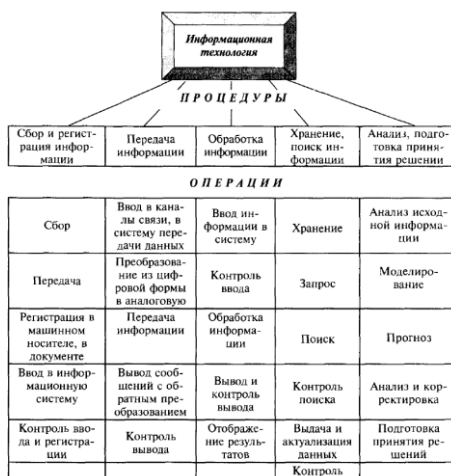 Информационная
технология
ПРОЦЕДУРЫ
Сбор и регист-
рация инфор-
мации
Передача
информации
Обработка
информации
Хранение,
поиск ин-
формации
Анализ, подго-
товка приня-
тия решении
ОПЕРАЦИИ
Сбор
Ввод в кана-
лы связи, в
систему пере-
дачи данных
Ввод ин-
формации в
систему
Хранение
Анализ исход-
ной информа-
ции
Передача
Преобразова-
ние из циф-
ровой формы
в аналоговую
Контроль
ввода
Запрос
Моделиро-
вание
Регистрация в
машинном
носителе, в
документе
Передача
информации
Обработка
информа-
ции
Поиск
Прогноз
Ввод в инфор-
мационную
систему
Вывод сооб-
щений с об-
ратным пре-
образованием
Вывод и
контроль
вывода
Контроль
поиска
Анализ и кор-
ректировка
Контроль вво-
да и регистра-
ции
Контроль
вывода
Отображе-
ние резуль-
татов
Выдача и
актуализация
данных
Подготовка
принятия ре-
шений
Контроль